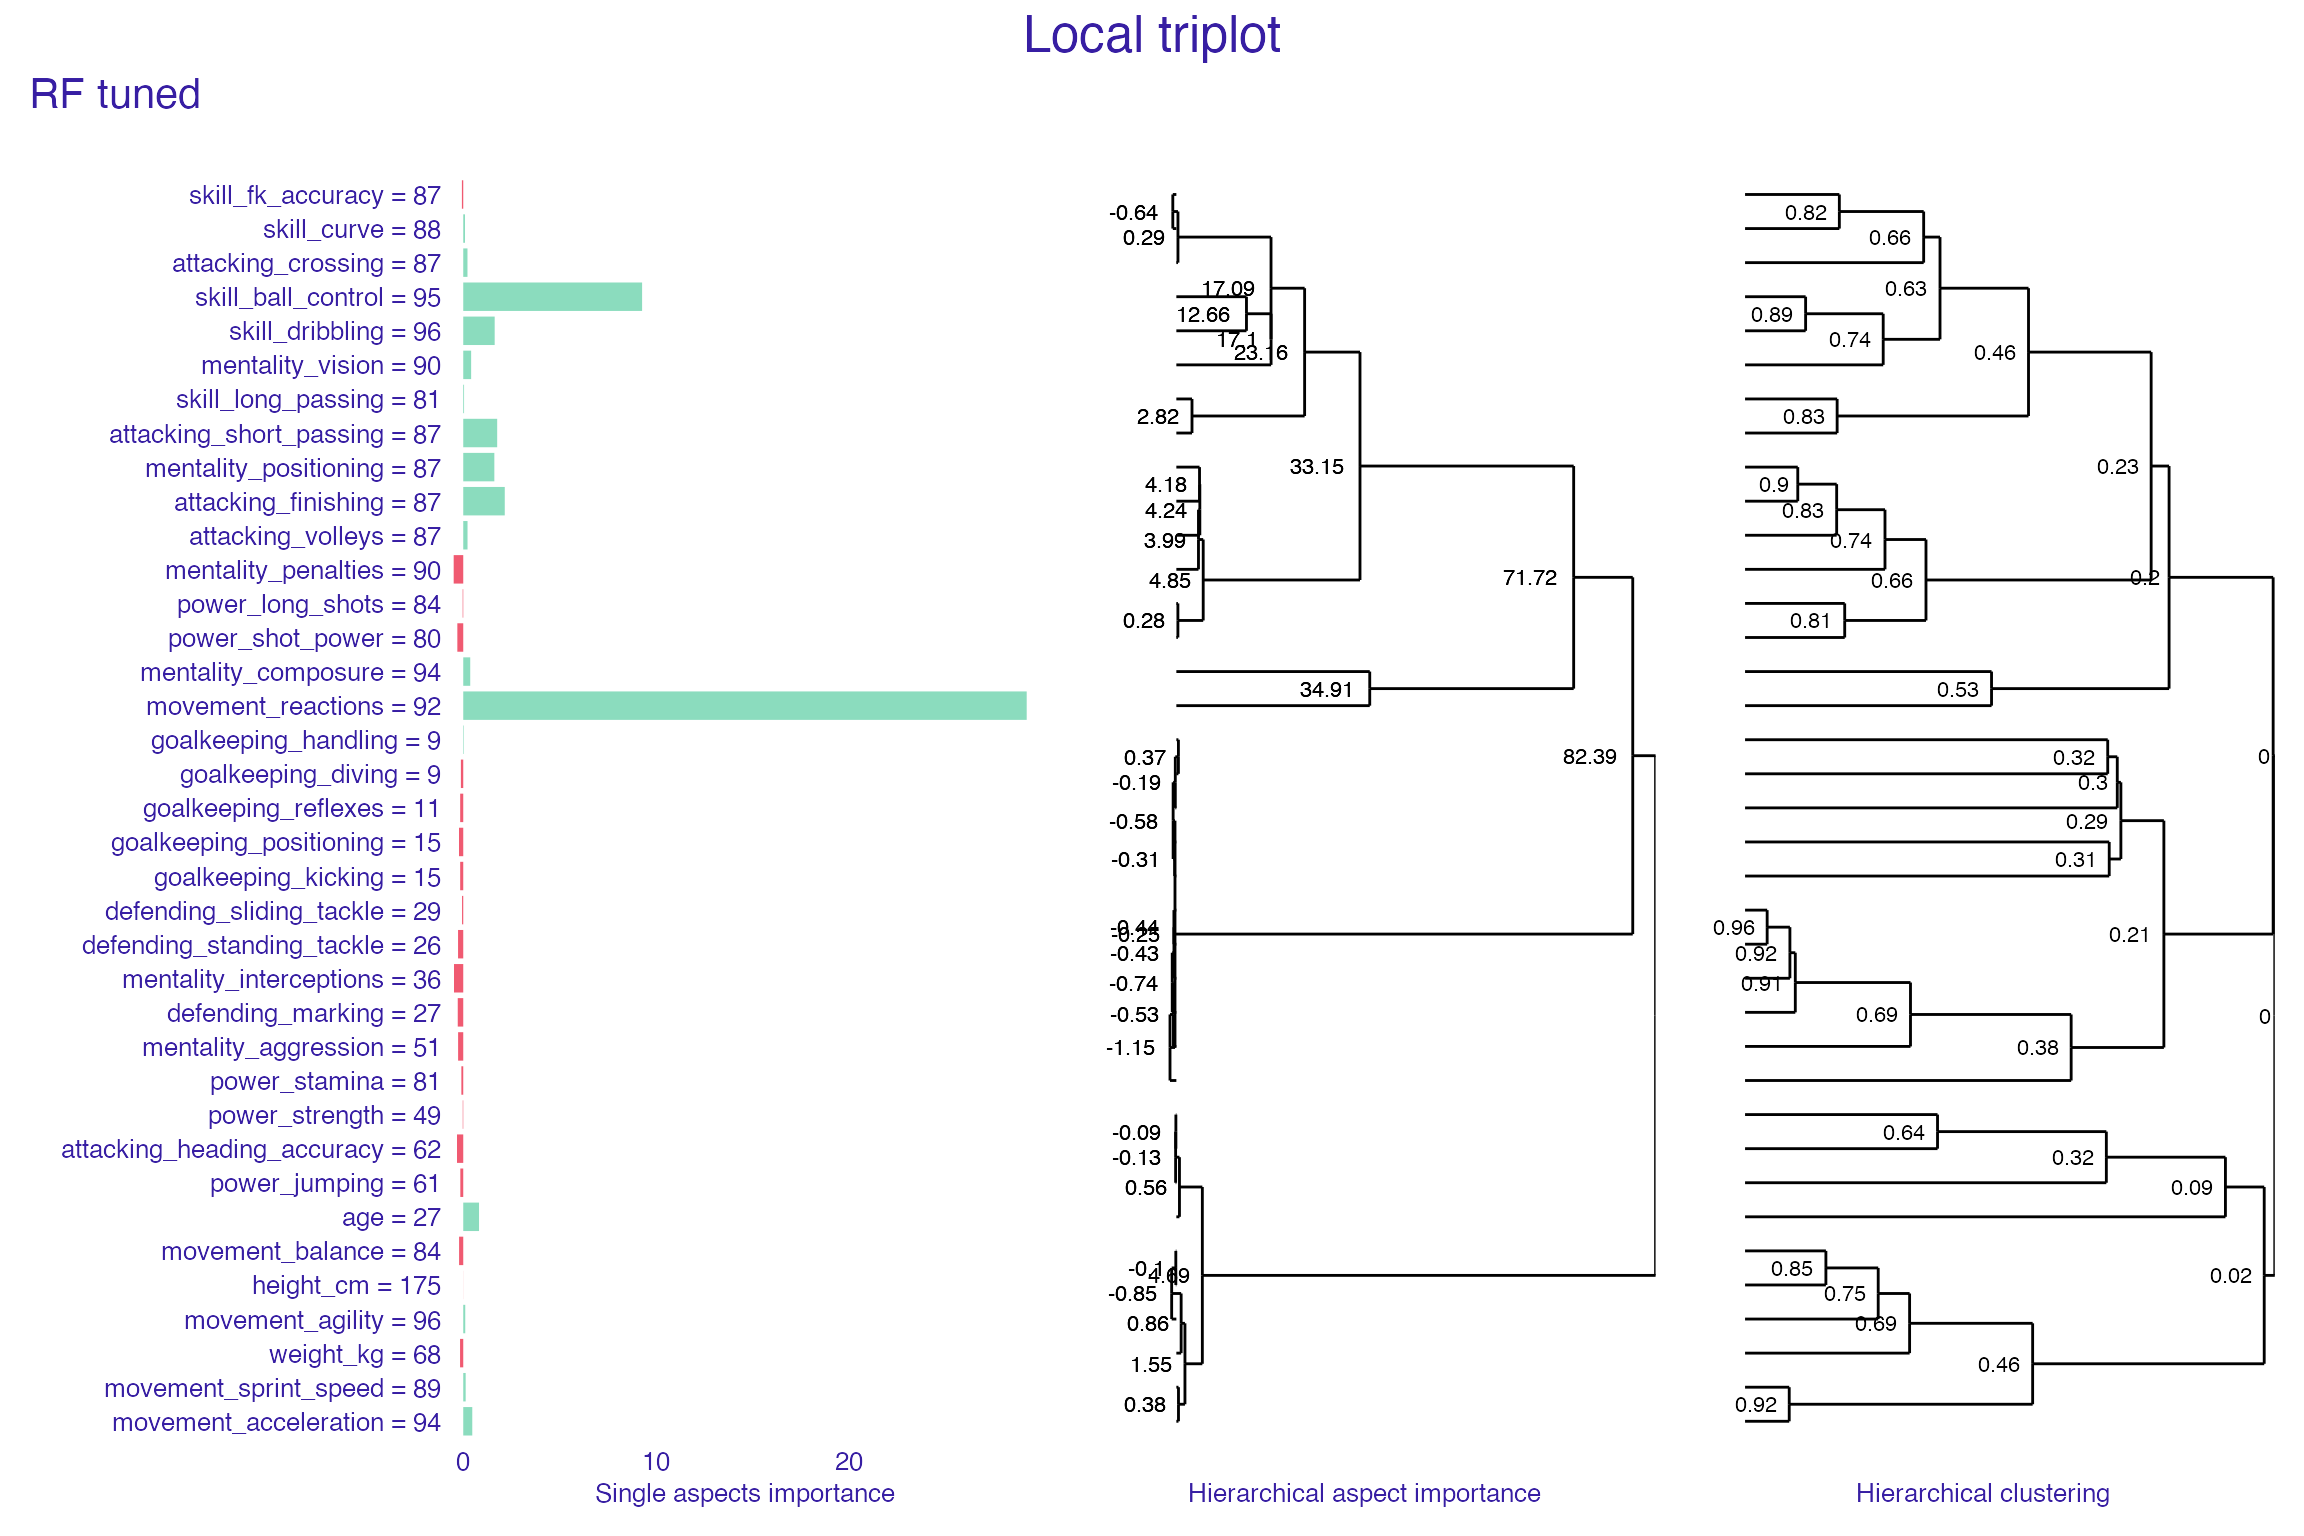 Local triplot
RF tuned
skill_fk_accuracy = 87
skill_curve = 88
attacking_crossing = 87
skill_ball_control = 95
skill_dribbling = 96
mentality_vision = 90
skill_long_passing = 81
attacking_short_passing = 87
mentality_positioning = 87
attacking_finishing = 87
attacking_volleys = 87
mentality_penalties = 90
power_long_shots = 84
power_shot_power = 80
mentality_composure = 94
movement_reactions = 92
goalkeeping_handling = 9
goalkeeping_diving = 9
goalkeeping_reflexes = 11
goalkeeping_positioning = 15
goalkeeping_kicking = 15
defending_sliding_tackle = 29
defending_standing_tackle = 26
mentality_interceptions = 36
defending_marking = 27
mentality_aggression = 51
power_stamina = 81
power_strength = 49
attacking_heading_accuracy = 62
power_jumping = 61
age = 27
movement_balance = 84
height_cm = 175
movement_agility = 96
weight_kg = 68
movement_sprint_speed = 89
movement_acceleration = 94
0 10 20
Single aspects importance
-0.64
0.29
17.09
12.66
17.1
23.16
2.82
33.15
4.18
4.24
3.99
4.85
0.28
71.72
34.91
82.39
0.37
-0.19
-0.58
-0.31
-0.44
-0.25
-0.43
-0.74
-0.53
-1.15
-0.09
-0.13
0.56
-0.1
4.69
-0.85
0.86
1.55
0.38
Hierarchical aspect importance
0.82
0.66
0.63
0.89
0.74
0.46
0.83
0.23
0.9
0.83
0.74
0.66
0.2
0.81
0.53
0.32
0
0.3
0.29
0.31
0.96
0.21
0.92
0.91
0.69
0
0.38
0.64
0.32
0.09
0.85
0.02
0.75
0.69
0.46
0.92
Hierarchical clustering